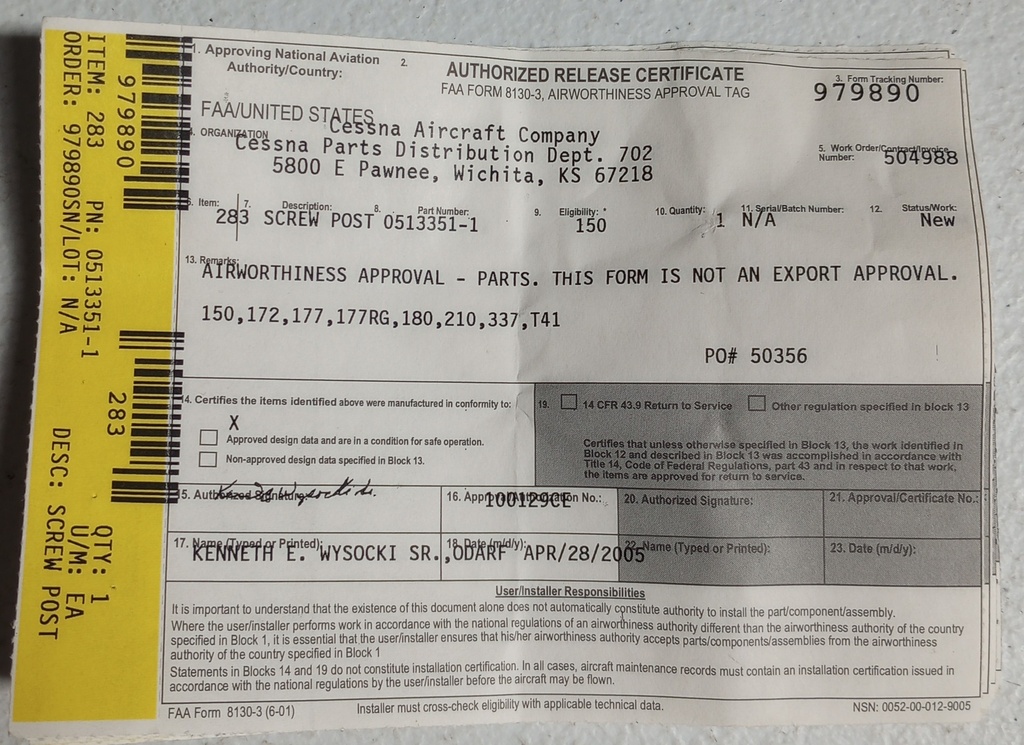 1. Approving National Aviation Authority/Country:
FAA/UNITED STATES
2.
AUTHORIZED RELEASE CERTIFICATE
FAA FORM 8130-3, AIRWORTHINESS APPROVAL TAG
3. Form Tracking Number:
979890
4. ORGANIZATION
Cessna Aircraft Company
Cessna Parts Distribution Dept. 702
5800 E Pawnee, Wichita, KS 67218
5. Work Order/Contract/Invoice Number:
504988
6. Item:
283
7. Description:
SCREW POST
8. Part Number:
0513351-1
9. Eligibility: *
150
10. Quantity:
1
11. Serial/Batch Number:
N/A
12. Status/Work:
New
13. Remarks:
AIRWORTHINESS APPROVAL - PARTS. THIS FORM IS NOT AN EXPORT APPROVAL.
150,172,177,177RG,180,210,337,T41
PO# 50356
14. Certifies the items identified above were manufactured in conformity to:
X
Approved design data and are in a condition for safe operation.
Non-approved design data specified in Block 13.
19. 14 CFR 43.9 Return to Service Other regulation specified in block 13
Certifies that unless otherwise specified in Block 13, the work identified in
Block 12 and described in Block 13 was accomplished in accordance with
Title 14, Code of Federal Regulations, part 43 and in respect to that work,
the items are approved for return to service.
15. Authorized Signature:
16. Approval/Authorization No.:
100129CE
20. Authorized Signature:
21. Approval/Certificate No.:
17. Name (Typed or Printed):
KENNETH E. WYSOCKI SR.,ODARF
18. Date (m/d/y):
APR/28/2005
22. Name (Typed or Printed):
23. Date (m/d/y):
User/Installer Responsibilities
It is important to understand that the existence of this document alone does not automatically constitute authority to install the part/component/assembly.
Where the user/installer performs work in accordance with the national regulations of an airworthiness authority different than the airworthiness authority of the country
specified in Block 1, it is essential that the user/installer ensures that his/her airworthiness authority accepts parts/components/assemblies from the airworthiness
authority of the country specified in Block 1
Statements in Blocks 14 and 19 do not constitute installation certification. In all cases, aircraft maintenance records must contain an installation certification issued in
accordance with the national regulations by the user/installer before the aircraft may be flown.
FAA Form 8130-3 (6-01)
Installer must cross-check eligibility with applicable technical data.
NSN: 0052-00-012-9005
ITEM: 283 PN: 0513351-1 QTY: 1
ORDER: 979890SN/LOT: N/A U/M: EA
DESC: SCREW POST
979890
283